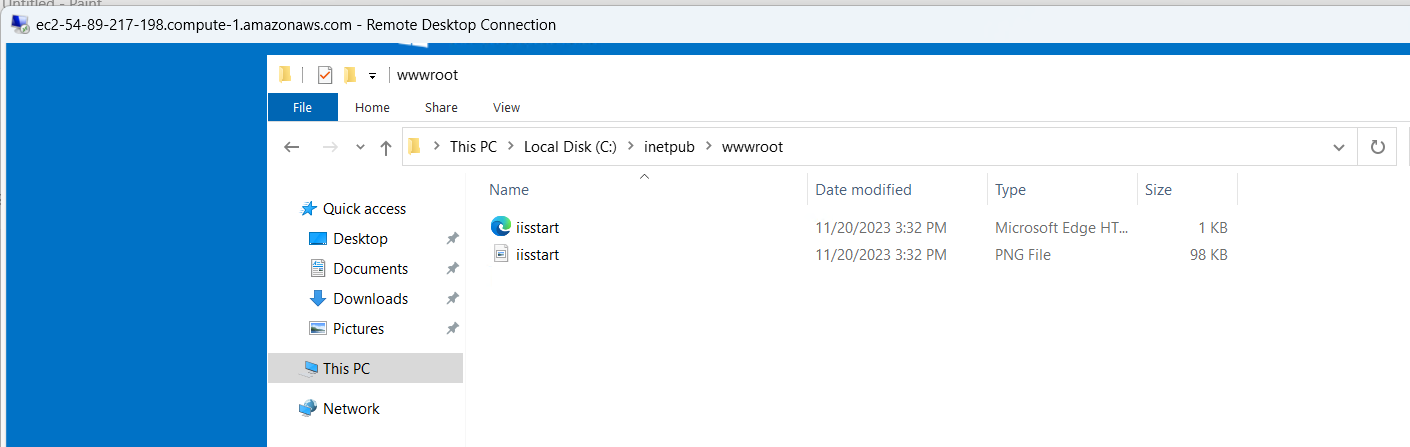 Untitled - Paint
ec2-54-89-217-198.compute-1.amazonaws.com - Remote Desktop Connection
wwwroot
File Home Share View
This PC Local Disk (C:) inetpub wwwroot
Name Date modified Type Size
Quick access
Desktop
Documents
Downloads
Pictures
This PC
Network
iisstart 11/20/2023 3:32 PM Microsoft Edge HT... 1 KB
iisstart 11/20/2023 3:32 PM PNG File 98 KB